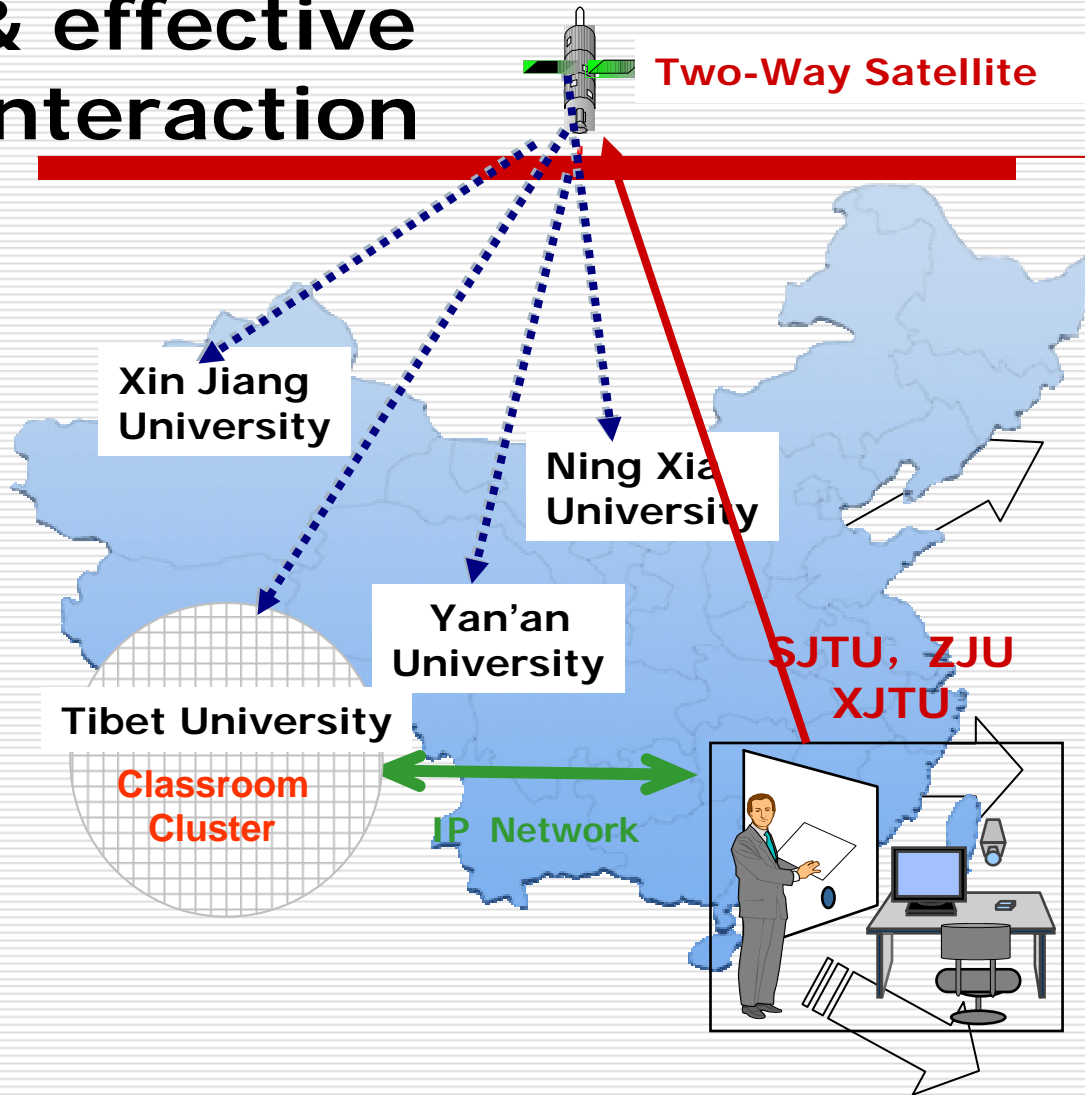 & effective
nteraction
Two-Way Satellite
Xin Jiang
University
Ning Xia
University
Yan’an
University
SJTU，ZJU
XJTU
Tibet University
Classroom
Cluster
IP Network